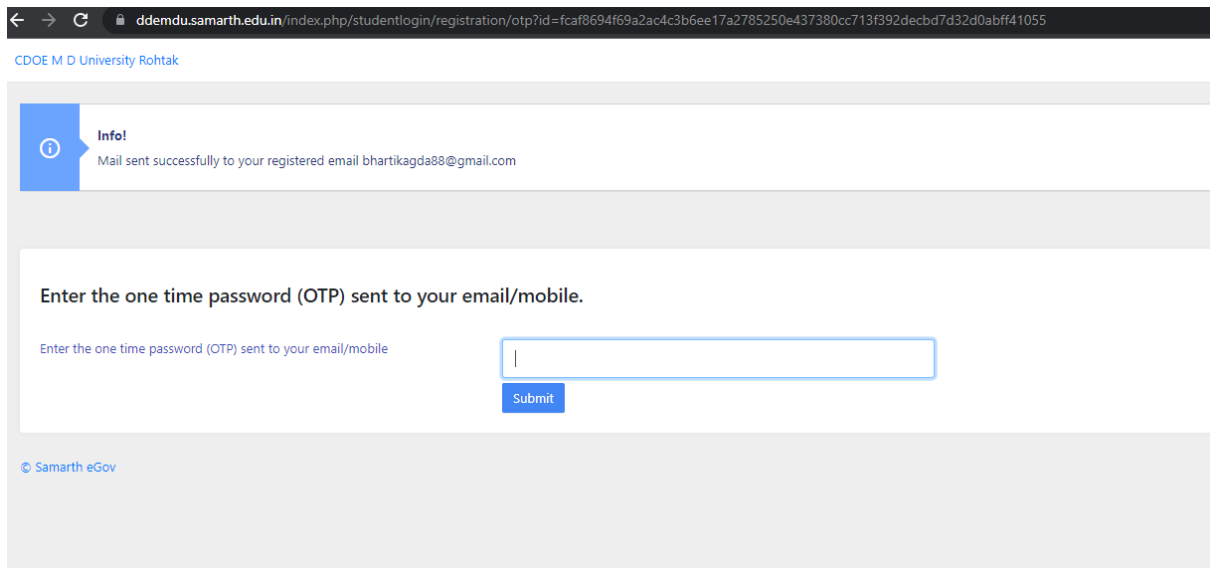 ddemdu.samarth.edu.in/index.php/studentlogin/registration/otp?id=fcaf8694f69a2ac4c3b6ee17a2785250e437380cc713f392decbd7d32d0abff41055
CDOE M D University Rohtak
Info!
Mail sent successfully to your registered email bhartikagda88@gmail.com
Enter the one time password (OTP) sent to your email/mobile.
Enter the one time password (OTP) sent to your email/mobile
Submit
© Samarth eGov